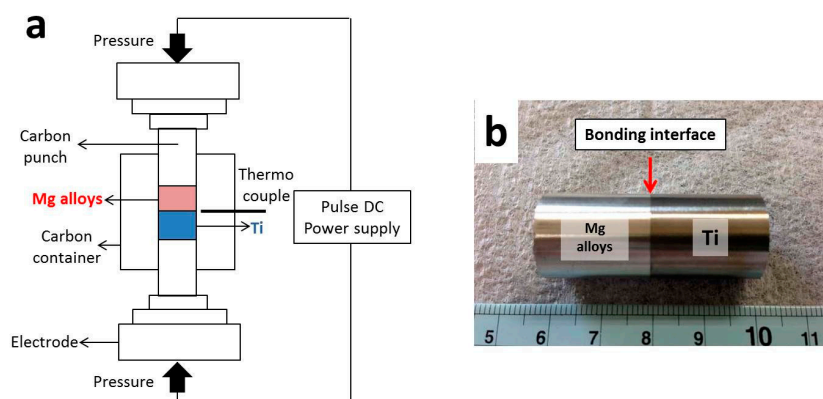 a
Pressure
Carbon
punch
Mg alloys
Carbon
container
Electrode
Pressure
Thermo
couple
Ti
Pulse DC
Power supply
b
Bonding interface
Mg
alloys
Ti
5 6 7 8 9 10 11